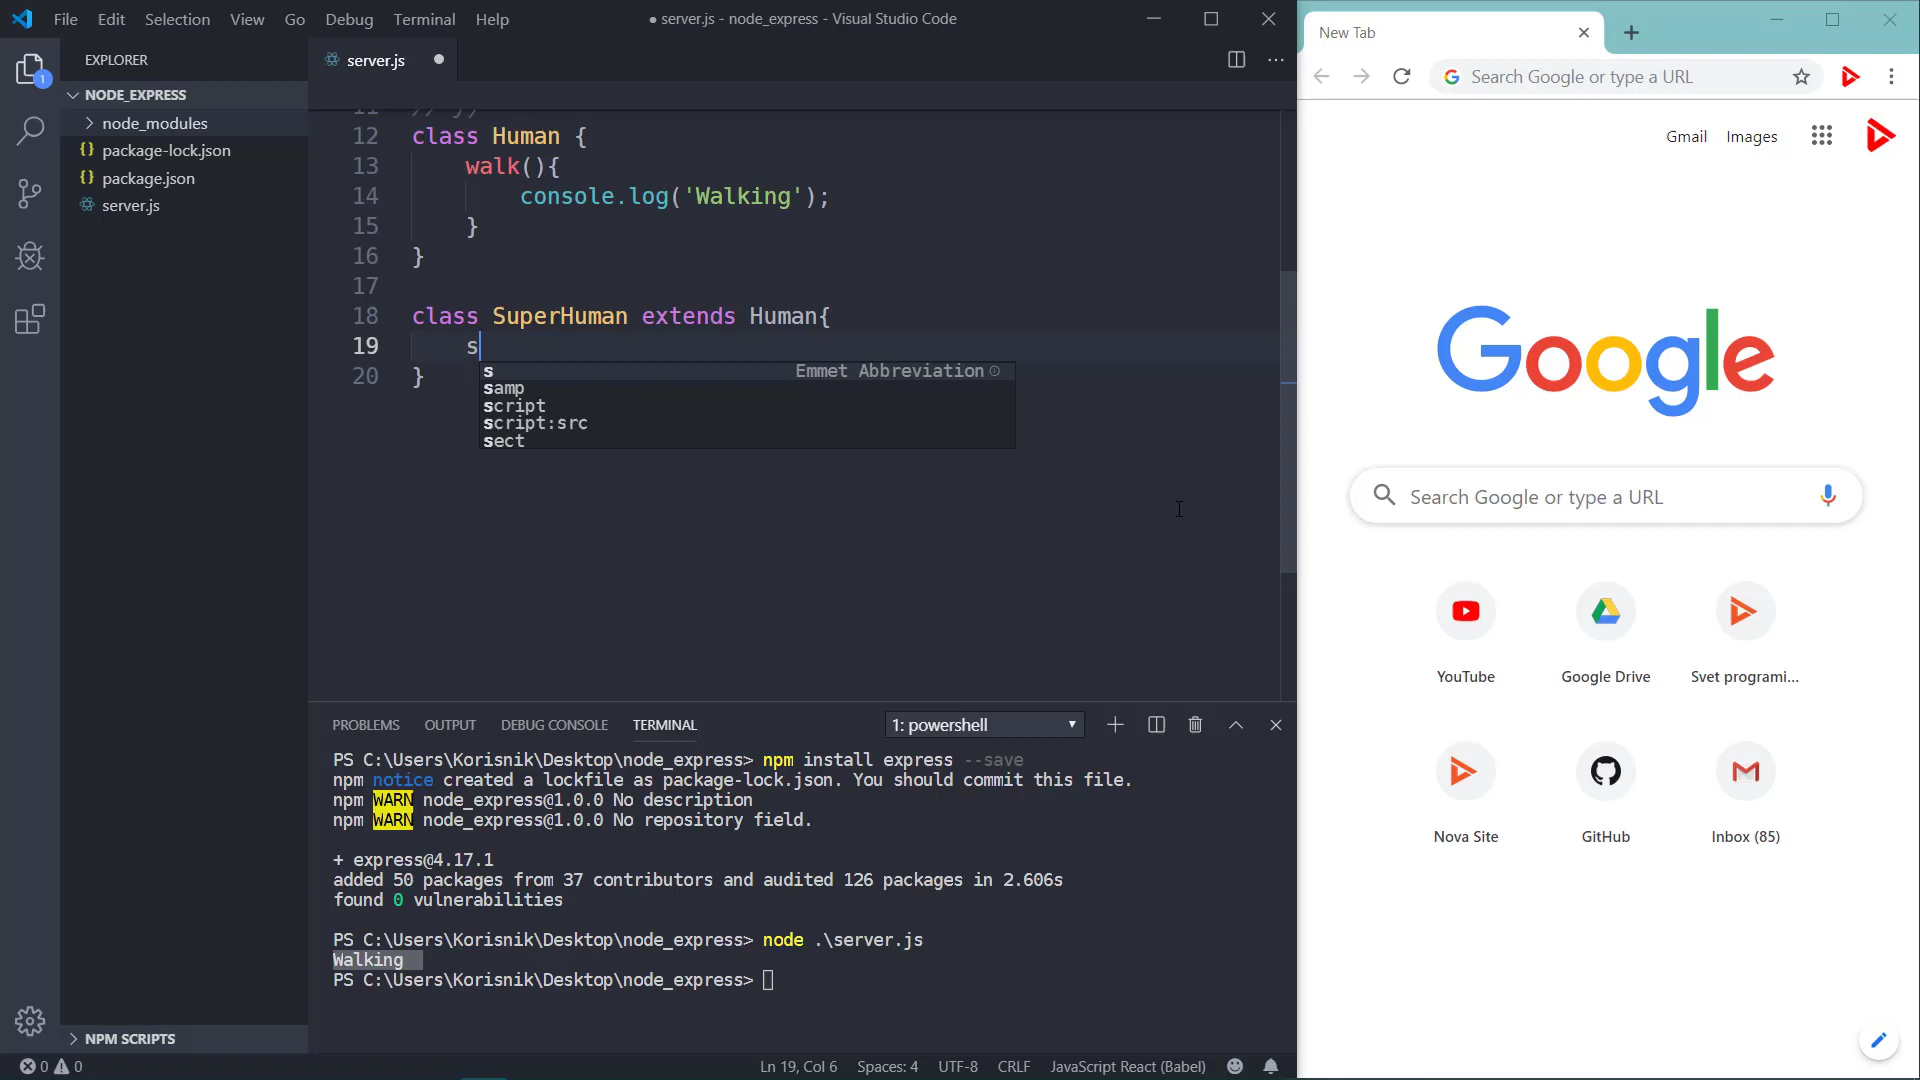 File Edit Selection View Go Debug Terminal Help
● server.js - node_express - Visual Studio Code
EXPLORER
1
NODE_EXPRESS
node_modules
package-lock.json
package.json
server.js
NPM SCRIPTS
server.js
12 class Human {
13 walk(){
14 console.log('Walking');
15 }
16 }
17
18 class SuperHuman extends Human{
19 s
20 }
s Emmet Abbreviation
samp
script
script:src
sect
PROBLEMS OUTPUT DEBUG CONSOLE TERMINAL
1: powershell
PS C:\Users\Korisnik\Desktop\node_express> npm install express --save
npm notice created a lockfile as package-lock.json. You should commit this file.
npm WARN node_express@1.0.0 No description
npm WARN node_express@1.0.0 No repository field.
+ express@4.17.1
added 50 packages from 37 contributors and audited 126 packages in 2.606s
found 0 vulnerabilities
PS C:\Users\Korisnik\Desktop\node_express> node .\server.js
Walking
PS C:\Users\Korisnik\Desktop\node_express>
0 0
Ln 19, Col 6 Spaces: 4 UTF-8 CRLF JavaScript React (Babel)
New Tab
Search Google or type a URL
Gmail Images
Google
Search Google or type a URL
YouTube Google Drive Svet programi...
Nova Site GitHub Inbox (85)